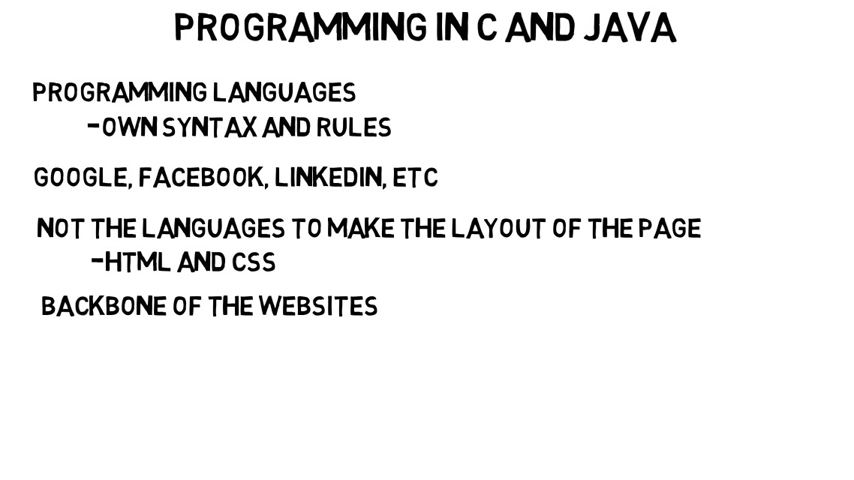 PROGRAMMING IN C AND JAVA
PROGRAMMING LANGUAGES
-OWN SYNTAX AND RULES
GOOGLE, FACEBOOK, LINKEDIN, ETC
NOT THE LANGUAGES TO MAKE THE LAYOUT OF THE PAGE
-HTML AND CSS
BACKBONE OF THE WEBSITES